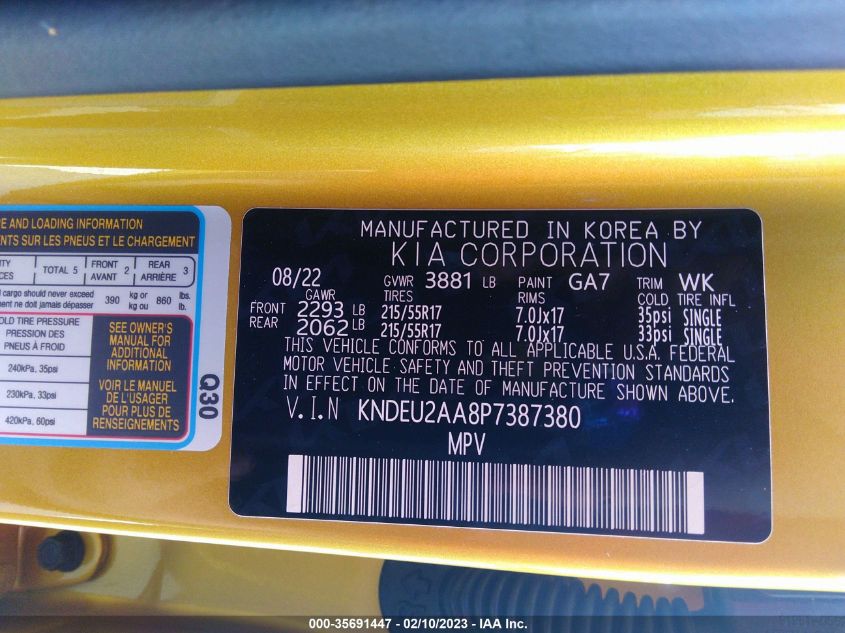 E AND LOADING INFORMATION
ENTS SUR LES PNEUS ET LE CHARGEMENT
TOTAL 5 FRONT AVANT 2 REAR ARRIÈRE 3
cargo should never exceed
ment ne doit jamais dépasser 390 kg or kg ou 860 lbs. lb.
OLD TIRE PRESSURE
PRESSION DES
PNEUS À FROID
240kPa, 35psi
230kPa, 33psi
420kPa, 60psi
SEE OWNER'S
MANUAL FOR
ADDITIONAL
INFORMATION
VOIR LE MANUEL
DE L'USAGER
POUR PLUS DE
RENSEIGNEMENTS
Q30
MANUFACTURED IN KOREA BY
KIA CORPORATION
08/22 GVWR 3881 LB PAINT GA7 TRIM WK
GAWR TIRES RIMS COLD TIRE INFL
FRONT 2293 LB 215/55R17 7.0Jx17 35psi SINGLE
REAR 2062 LB 215/55R17 7.0Jx17 33psi SINGLE
THIS VEHICLE CONFORMS TO ALL APPLICABLE U.S.A. FEDERAL
MOTOR VEHICLE SAFETY AND THEFT PREVENTION STANDARDS
IN EFFECT ON THE DATE OF MANUFACTURE SHOWN ABOVE.
V.I.N KNDEU2AA8P7387380
MPV
000-35691447 - 02/10/2023 - IAA Inc.